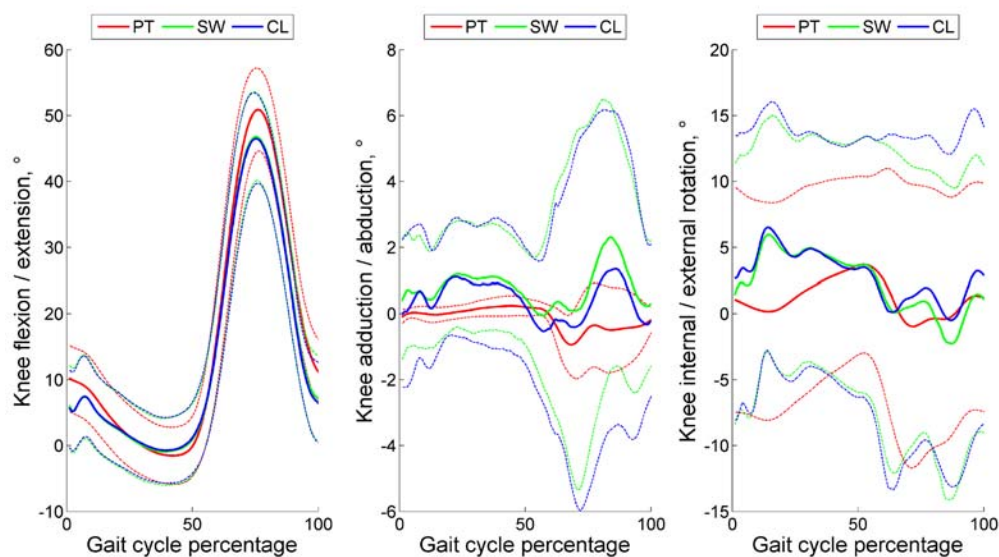 PT SW CL
60
50
40
30
20
10
0
-10
Knee flexion / extension, °
0 50 100
Gait cycle percentage
PT SW CL
8
6
4
2
0
-2
-4
-6
Knee adduction / abduction, °
0 50 100
Gait cycle percentage
PT SW CL
20
15
10
5
0
-5
-10
-15
Knee internal / external rotation, °
0 50 100
Gait cycle percentage